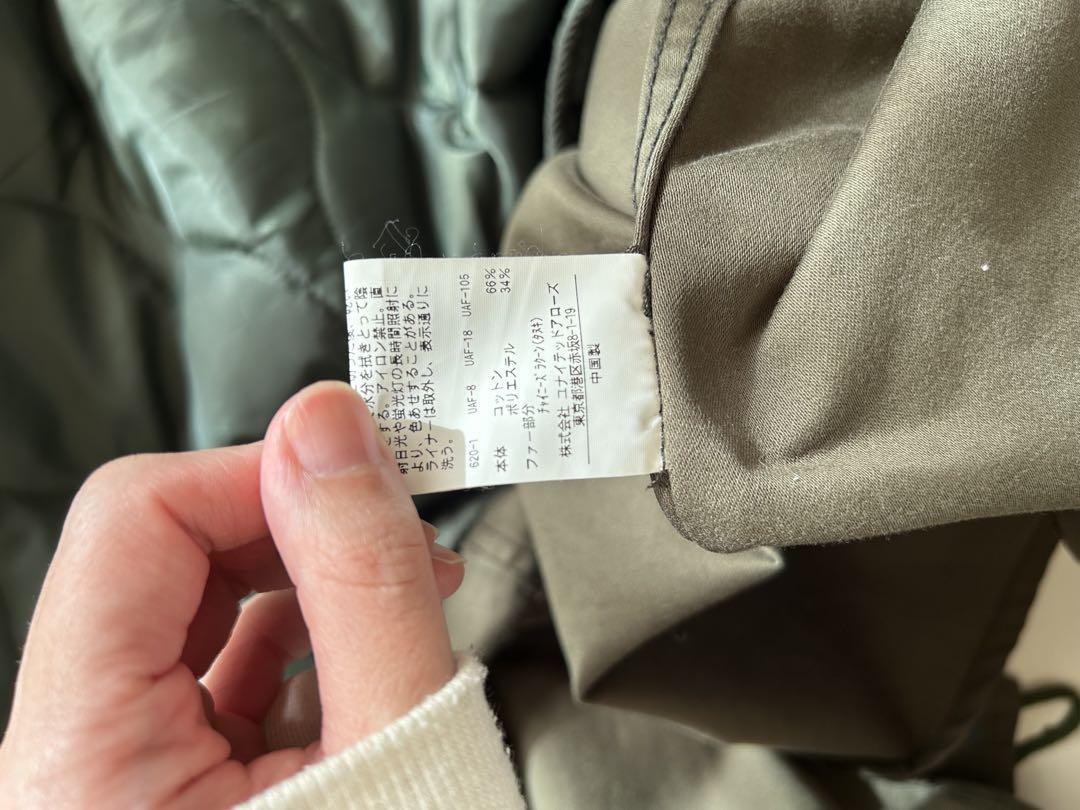 水分を拭きとって陰
する。アイロン禁止。直
射日光や蛍光灯の長時間照射に
より、色あせすることがある。
ライナーは取外し、表示通りに
洗う。
620-1 UAF-8 UAF-18 UAF-105
本体 コットン 66%
ポリエステル 34%
ファー部分
チャイニーズラクーン(タヌキ)
株式会社 ユナイテッドアローズ
東京都港区赤坂8-1-19
中国製